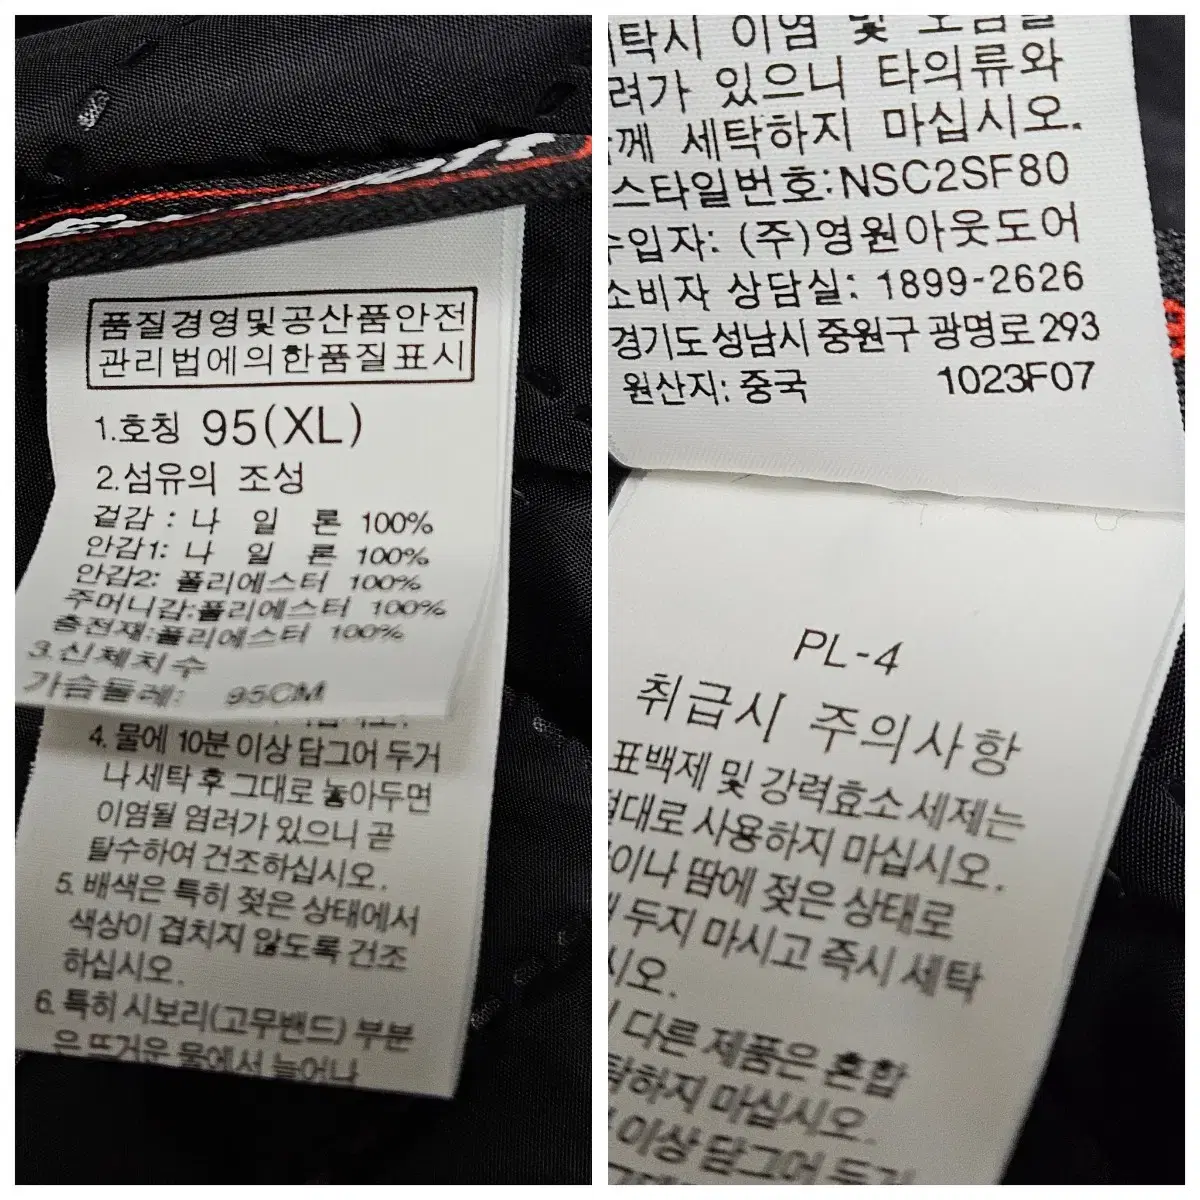 품질경영및공산품안전
관리법에의한품질표시
1.호칭 95(XL)
2.섬유의 조성
겉감 : 나 일 론 100%
안감1: 나 일 론 100%
안감2: 폴리에스터 100%
주머니감:폴리에스터 100%
충전재:폴리에스터 100%
3.신체치수
가슴둘레: 95CM
4. 물에 10분 이상 담그어 두거
나 세탁 후 그대로 놓아두면
이염될 염려가 있으니 곧
탈수하여 건조하십시오.
5. 배색은 특히 젖은 상태에서
색상이 겹치지 않도록 건조
하십시오.
6. 특히 시보리(고무밴드) 부분
은 뜨거운 물에서 늘어나
세탁시 이염 및 오염될
려가 있으니 타의류와
함께 세탁하지 마십시오.
스타일번호:NSC2SF80
수입자: (주)영원아웃도어
소비자 상담실: 1899-2626
경기도 성남시 중원구 광명로 293
원산지: 중국 1023F07
PL-4
취급시 주의사항
표백제 및 강력효소 세제는
절대로 사용하지 마십시오.
이나 땀에 젖은 상태로
두지 마시고 즉시 세탁
시오.
다른 제품은 혼합
탁하지 마십시오.
이상 담그어 두거